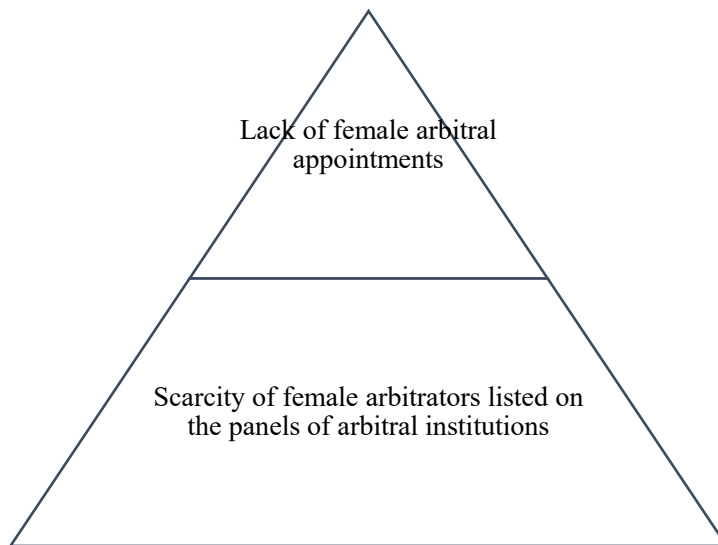 Lack of female arbitral
appointments
Scarcity of female arbitrators listed on
the panels of arbitral institutions